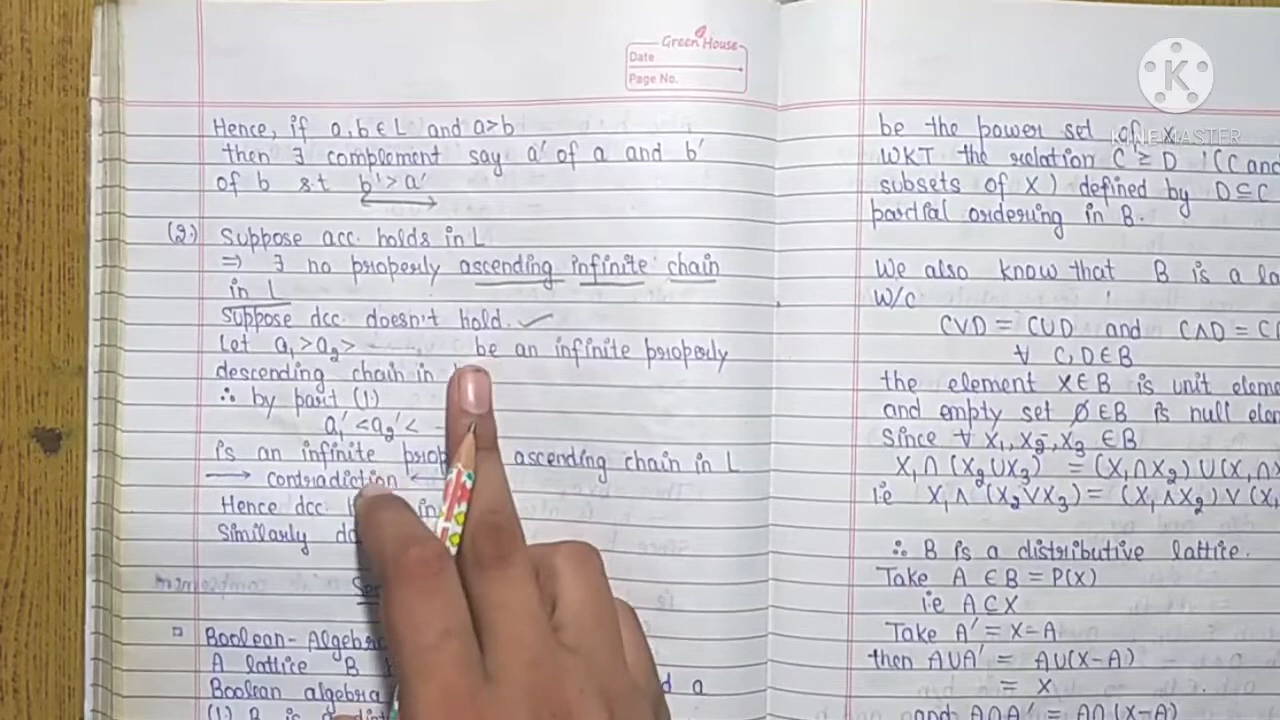 Green House
Date
Page No.
Hence, if a, b ∈ L and a>b
then ∃ complement say a' of a and b'
of b st b'>a'
(2.) Suppose acc. holds in L
⇒ ∃ no properly ascending infinite chain
in L
Suppose dcc. doesn't hold. ✓
Let a₁>a₂> be an infinite properly
descending chain in
∴ by part (1)
a₁' <a₂'<
is an infinite ascending chain in L
→ contradiction ←
Hence dcc. in
Similarly
Boolean-Algebra
A lattice B a
Boolean algebra
be the power set of X
WKT the relation C ≥ D (C and
subsets of X) defined by D⊆C
partial ordering in B.
We also know that B is a
w/c
C∨D = C∪D and C∧D = C
∀ C,D∈B
the element X∈B is unit
and empty set ∅∈B is null
Since ∀ X₁,X₂,X₃ ∈B
X₁∩(X₂∪X₃) = (X₁∩X₂)∪(X₁∩
ie X₁∧(X₂∨X₃) = (X₁∧X₂)∨(X₁
∴ B is a distributive lattice.
Take A ∈B = P(X)
i.e A⊂X
Take A' = X-A
then A∪A' = A∪(X-A)
= X
and A∩A' = A∩(X-A)
K
KINEMASTER